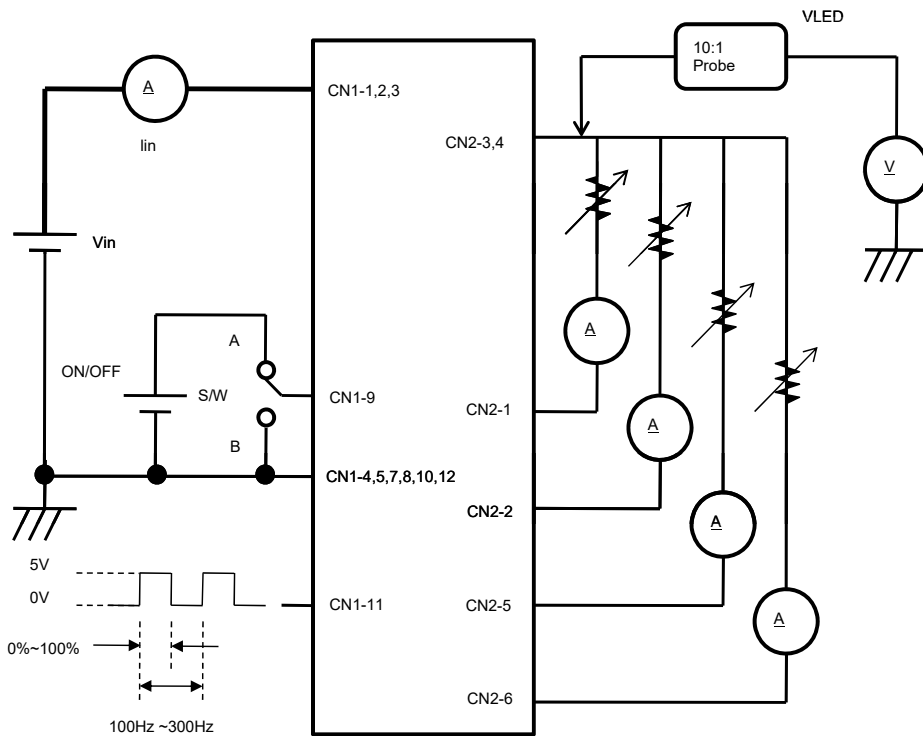 VLED
10:1
Probe
A
CN1-1,2,3
Iin
CN2-3,4
V
Vin
A
A
ON/OFF
S/W
CN1-9
A
CN2-1
B
CN1-4,5,7,8,10,12
CN2-2
A
5V
0V
CN1-11
CN2-5
A
0%~100%
CN2-6
100Hz ~300Hz